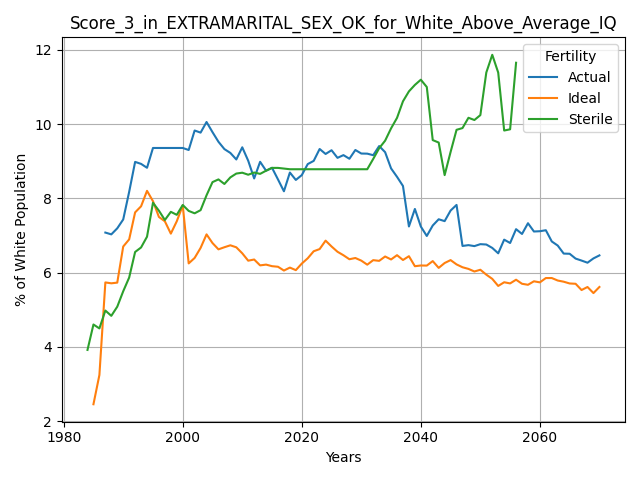 Score_3_in_EXTRAMARITAL_SEX_OK_for_White_Above_Average_IQ
% of White Population
12
10
8
6
4
2
Fertility
Actual
Ideal
Sterile
1980
2000
2020
2040
2060
Years